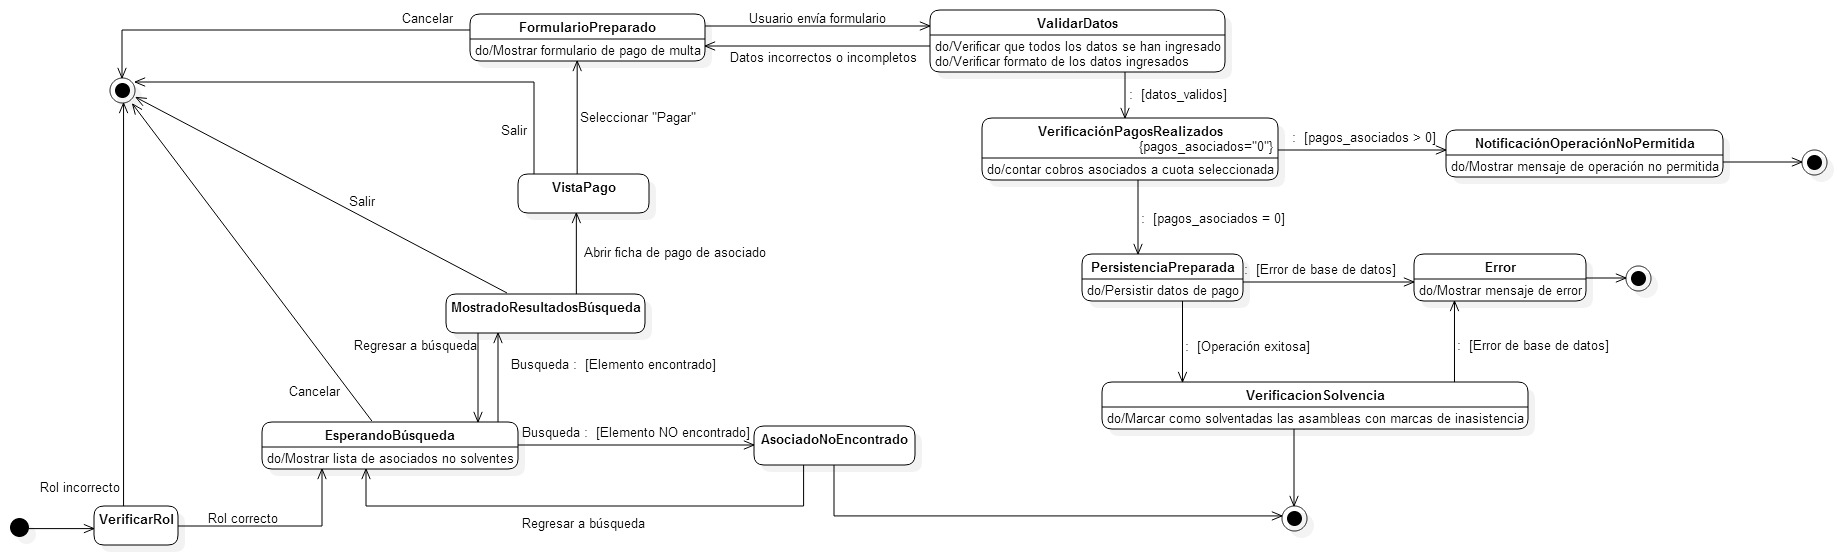 Cancelar
FormularioPreparado
do/Mostrar formulario de pago de multa
Usuario envía formulario
Datos incorrectos o incompletos
ValidarDatos
do/Verificar que todos los datos se han ingresado
do/Verificar formato de los datos ingresados
: [datos_validos]
Salir
Seleccionar "Pagar"
VerificaciónPagosRealizados
{pagos_asociados="0"}
do/contar cobros asociados a cuota seleccionada
: [pagos_asociados > 0]
NotificaciónOperaciónNoPermitida
do/Mostrar mensaje de operación no permitida
VistaPago
Salir
: [pagos_asociados = 0]
Abrir ficha de pago de asociado
PersistenciaPreparada
do/Persistir datos de pago
: [Error de base de datos]
Error
do/Mostrar mensaje de error
MostradoResultadosBúsqueda
Regresar a búsqueda
Busqueda : [Elemento encontrado]
: [Operación exitosa]
: [Error de base de datos]
Cancelar
VerificacionSolvencia
do/Marcar como solventadas las asambleas con marcas de inasistencia
EsperandoBúsqueda
do/Mostrar lista de asociados no solventes
Busqueda : [Elemento NO encontrado]
AsociadoNoEncontrado
Rol incorrecto
VerificarRol
Rol correcto
Regresar a búsqueda